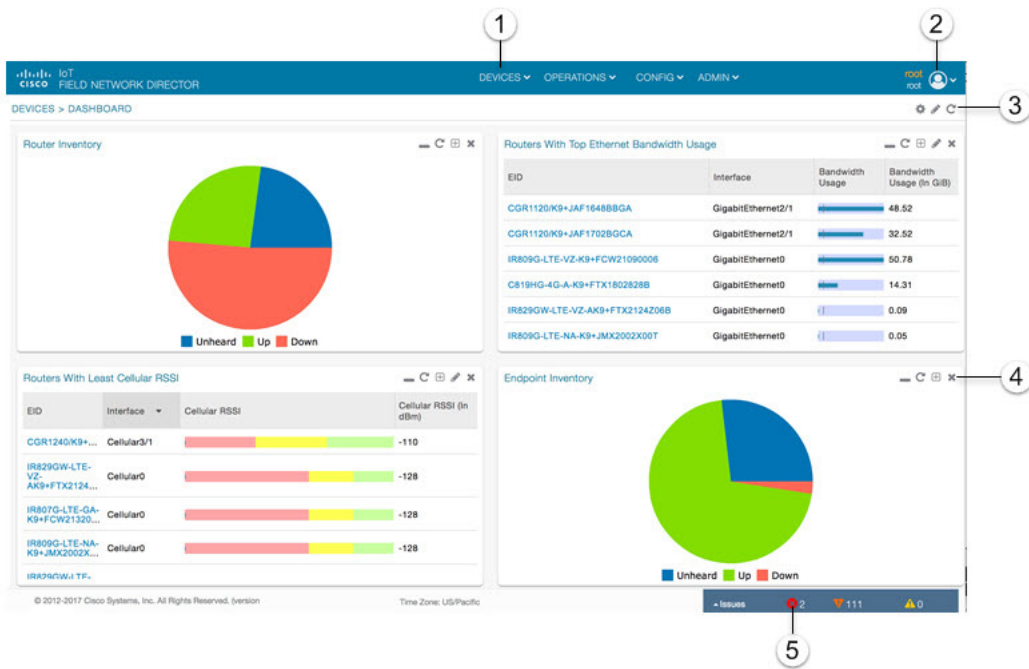 1
2
cisco
IoT
FIELD NETWORK DIRECTOR
DEVICES
OPERATIONS
CONFIG
ADMIN
root
root
DEVICES > DASHBOARD
3
Router Inventory
Unheard Up Down
Routers With Top Ethernet Bandwidth Usage
EID Interface Bandwidth Usage Bandwidth Usage (In GiB)
CGR1120/K9+JAF1648BBGA GigabitEthernet2/1 48.52
CGR1120/K9+JAF1702BGCA GigabitEthernet2/1 32.52
IR809G-LTE-VZ-K9+FCW21090006 GigabitEthernet0 50.78
C819HG-4G-A-K9+FTX1802828B GigabitEthernet0 14.31
IR829GW-LTE-VZ-AK9+FTX2124Z06B GigabitEthernet0 0.09
IR809G-LTE-NA-K9+JMX2002X00T GigabitEthernet0 0.05
Routers With Least Cellular RSSI
EID Interface Cellular RSSI Cellular RSSI (In dBm)
CGR1240/K9+... Cellular3/1 -110
IR829GW-LTE-
VZ- Cellular0 -128
AK9+FTX2124...
IR807G-LTE-GA-
K9+FCW21320... Cellular0 -128
IR809G-LTE-NA-
K9+JMX2002X... Cellular0 -128
IR829GW-LTE-
Endpoint Inventory
4
Unheard Up Down
© 2012-2017 Cisco Systems, Inc. All Rights Reserved. (version
Time Zone: US/Pacific
Issues 2 111 0
5